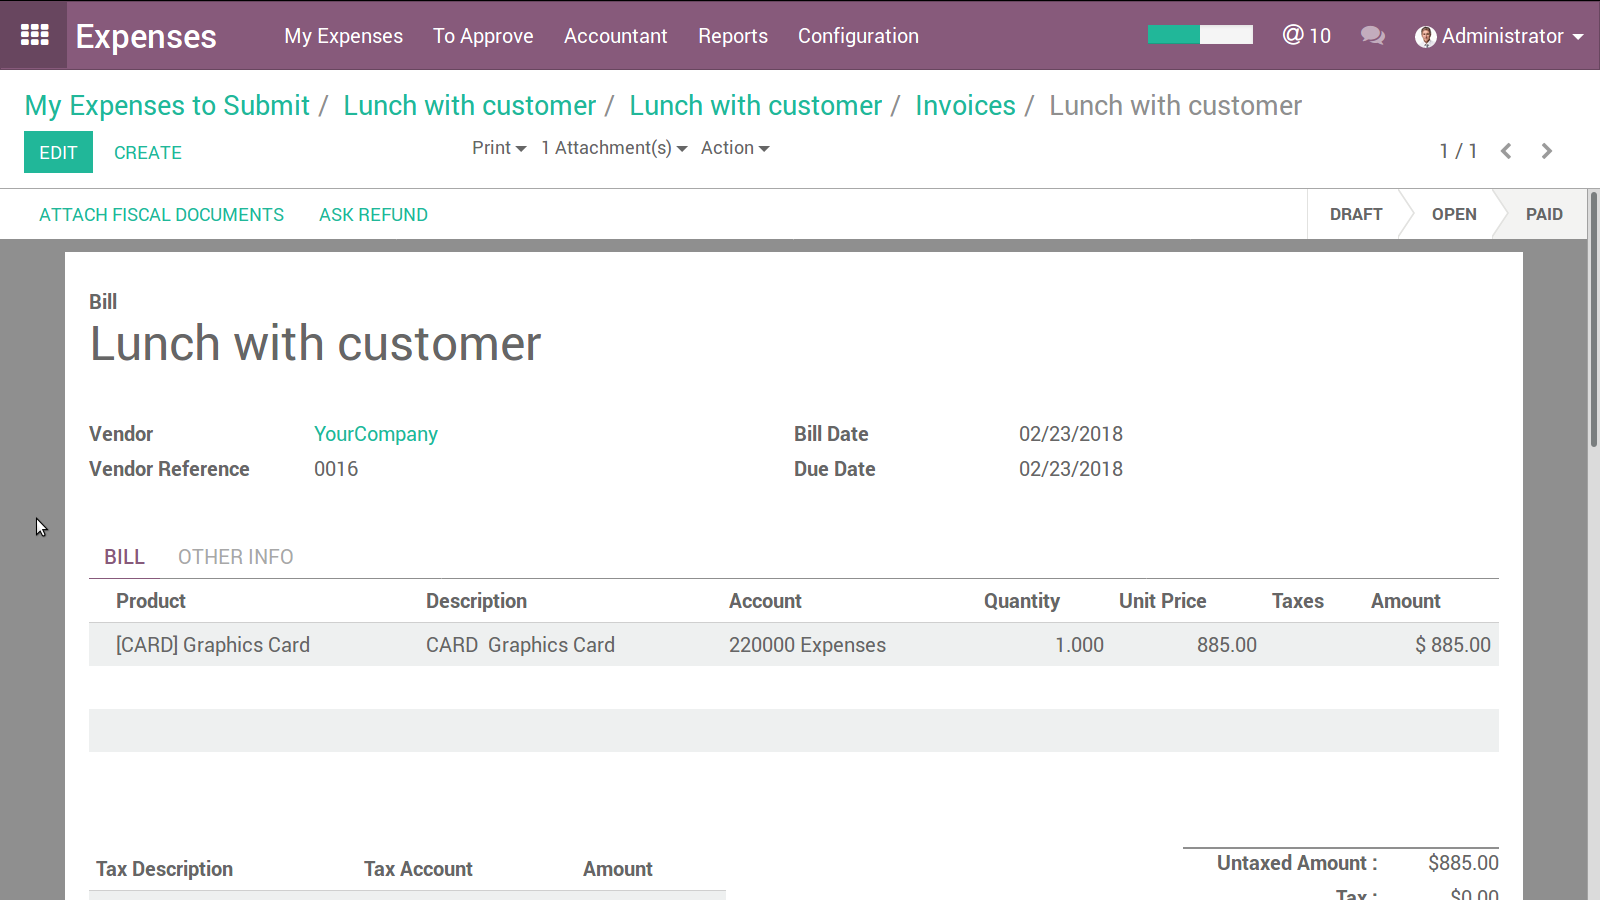 Expenses My Expenses To Approve Accountant Reports Configuration @ 10 Administrator
My Expenses to Submit / Lunch with customer / Lunch with customer / Invoices / Lunch with customer
EDIT CREATE Print 1 Attachment(s) Action 1 / 1
ATTACH FISCAL DOCUMENTS ASK REFUND DRAFT OPEN PAID
Bill
Lunch with customer
Vendor YourCompany Bill Date 02/23/2018
Vendor Reference 0016 Due Date 02/23/2018
BILL OTHER INFO
Product Description Account Quantity Unit Price Taxes Amount
[CARD] Graphics Card CARD Graphics Card 220000 Expenses 1.000 885.00 $ 885.00
Untaxed Amount : $885.00
Tax Description Tax Account Amount
Tax : $0.00